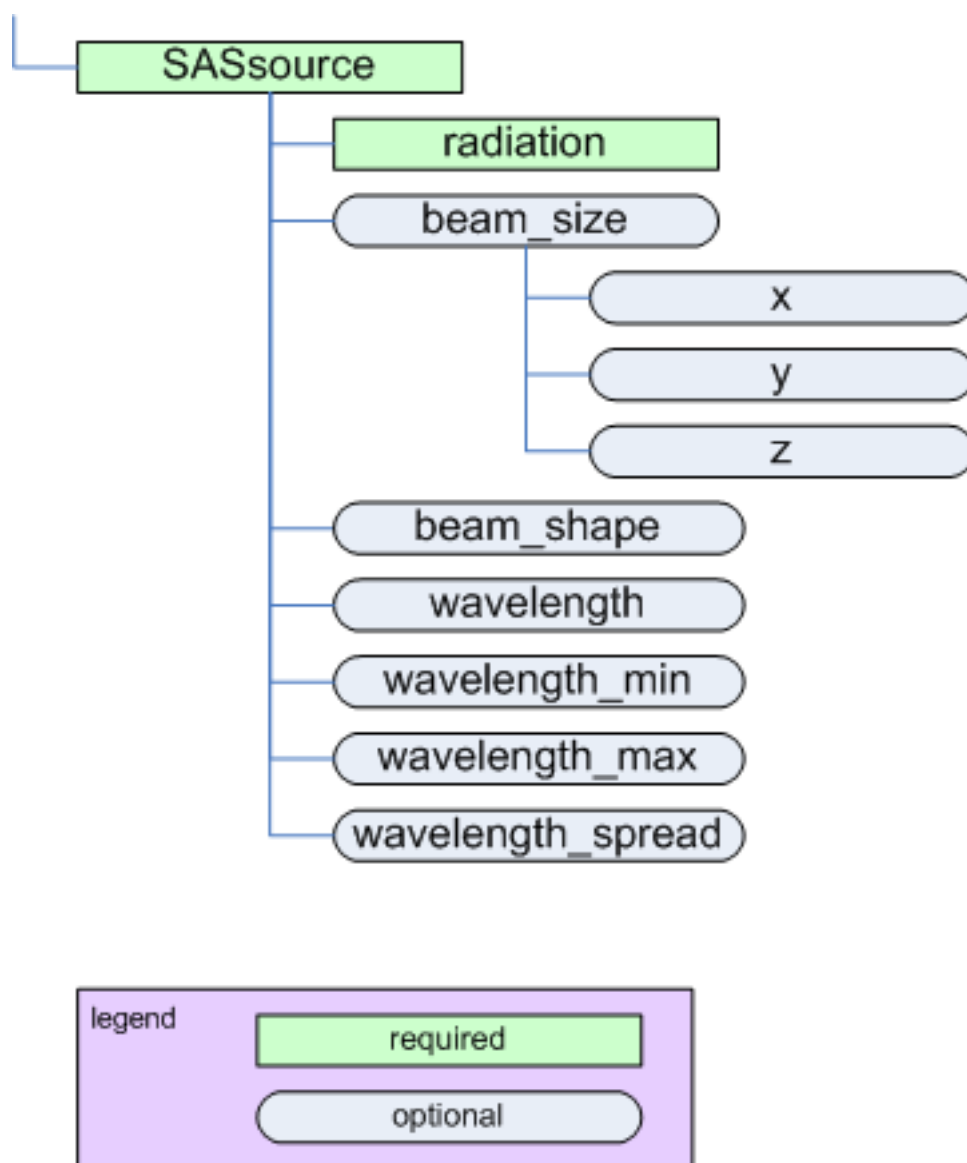 SASsource
radiation
beam_size
x
y
z
beam_shape
wavelength
wavelength_min
wavelength_max
wavelength_spread
legend
required
optional